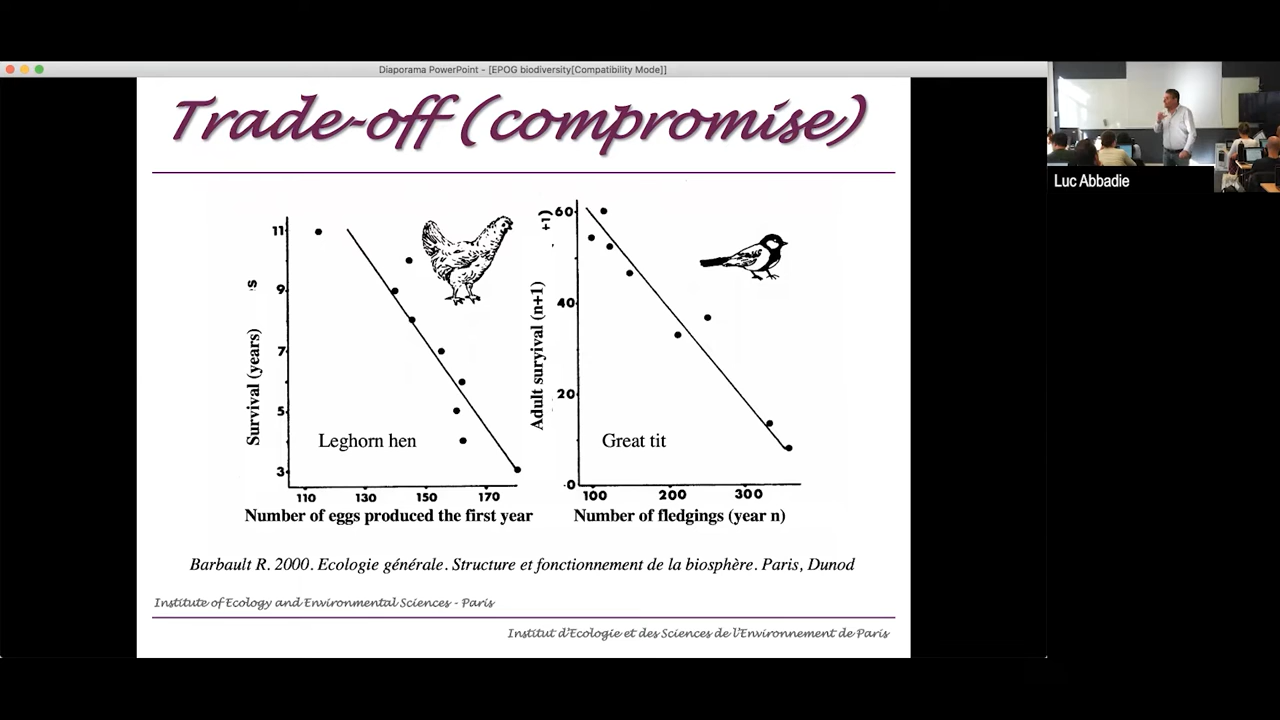 Diaporama PowerPoint - [EPOG biodiversity[Compatibility Mode]]
Trade-off (compromise)
Luc Abbadie
11
9
7
5
3
Survival (years)
s
Leghorn hen
110 130 150 170
Number of eggs produced the first year
60
40
20
0
+1)
Adult survival (n+1)
Great tit
100 200 300
Number of fledgings (year n)
Barbault R. 2000. Ecologie générale. Structure et fonctionnement de la biosphère. Paris, Dunod
Institute of Ecology and Environmental Sciences - Paris
Institut d'Ecologie et des Sciences de l'Environnement de Paris